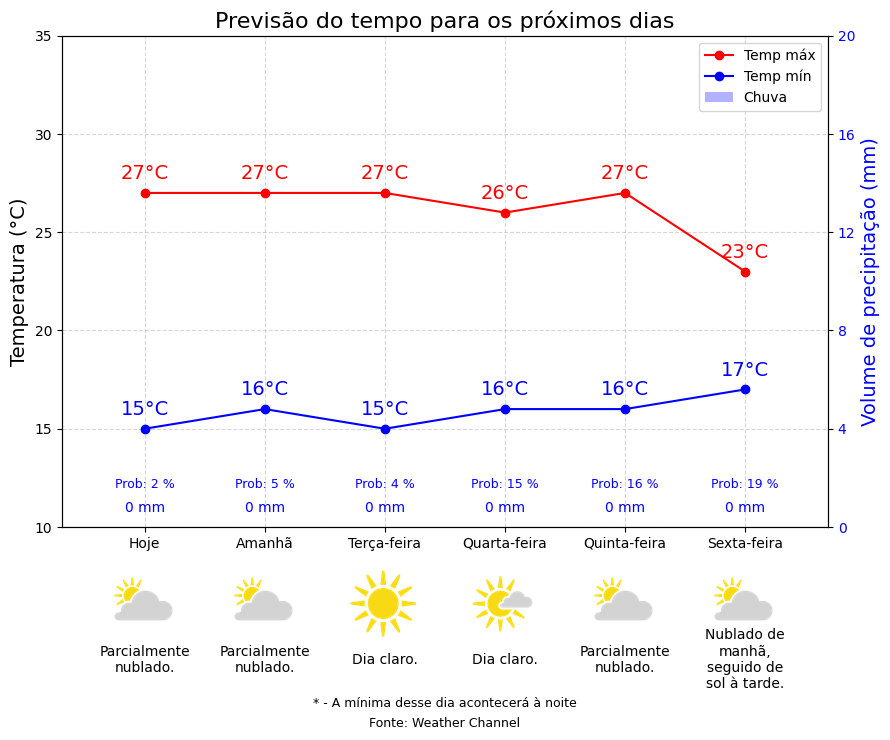 Previsão do tempo para os próximos dias
35
30
25
20
15
10
Temperatura (°C)
20
16
12
8
4
0
Volume de precipitação (mm)
Temp máx
Temp mín
Chuva
27°C 27°C 27°C 26°C 27°C 23°C
15°C 16°C 15°C 16°C 16°C 17°C
Prob: 2 % Prob: 5 % Prob: 4 % Prob: 15 % Prob: 16 % Prob: 19 %
0 mm 0 mm 0 mm 0 mm 0 mm 0 mm
Hoje Amanhã Terça-feira Quarta-feira Quinta-feira Sexta-feira
Parcialmente
nublado.
Parcialmente
nublado.
Dia claro.
Dia claro.
Parcialmente
nublado.
Nublado de
manhã,
seguido de
sol à tarde.
* - A mínima desse dia acontecerá à noite
Fonte: Weather Channel